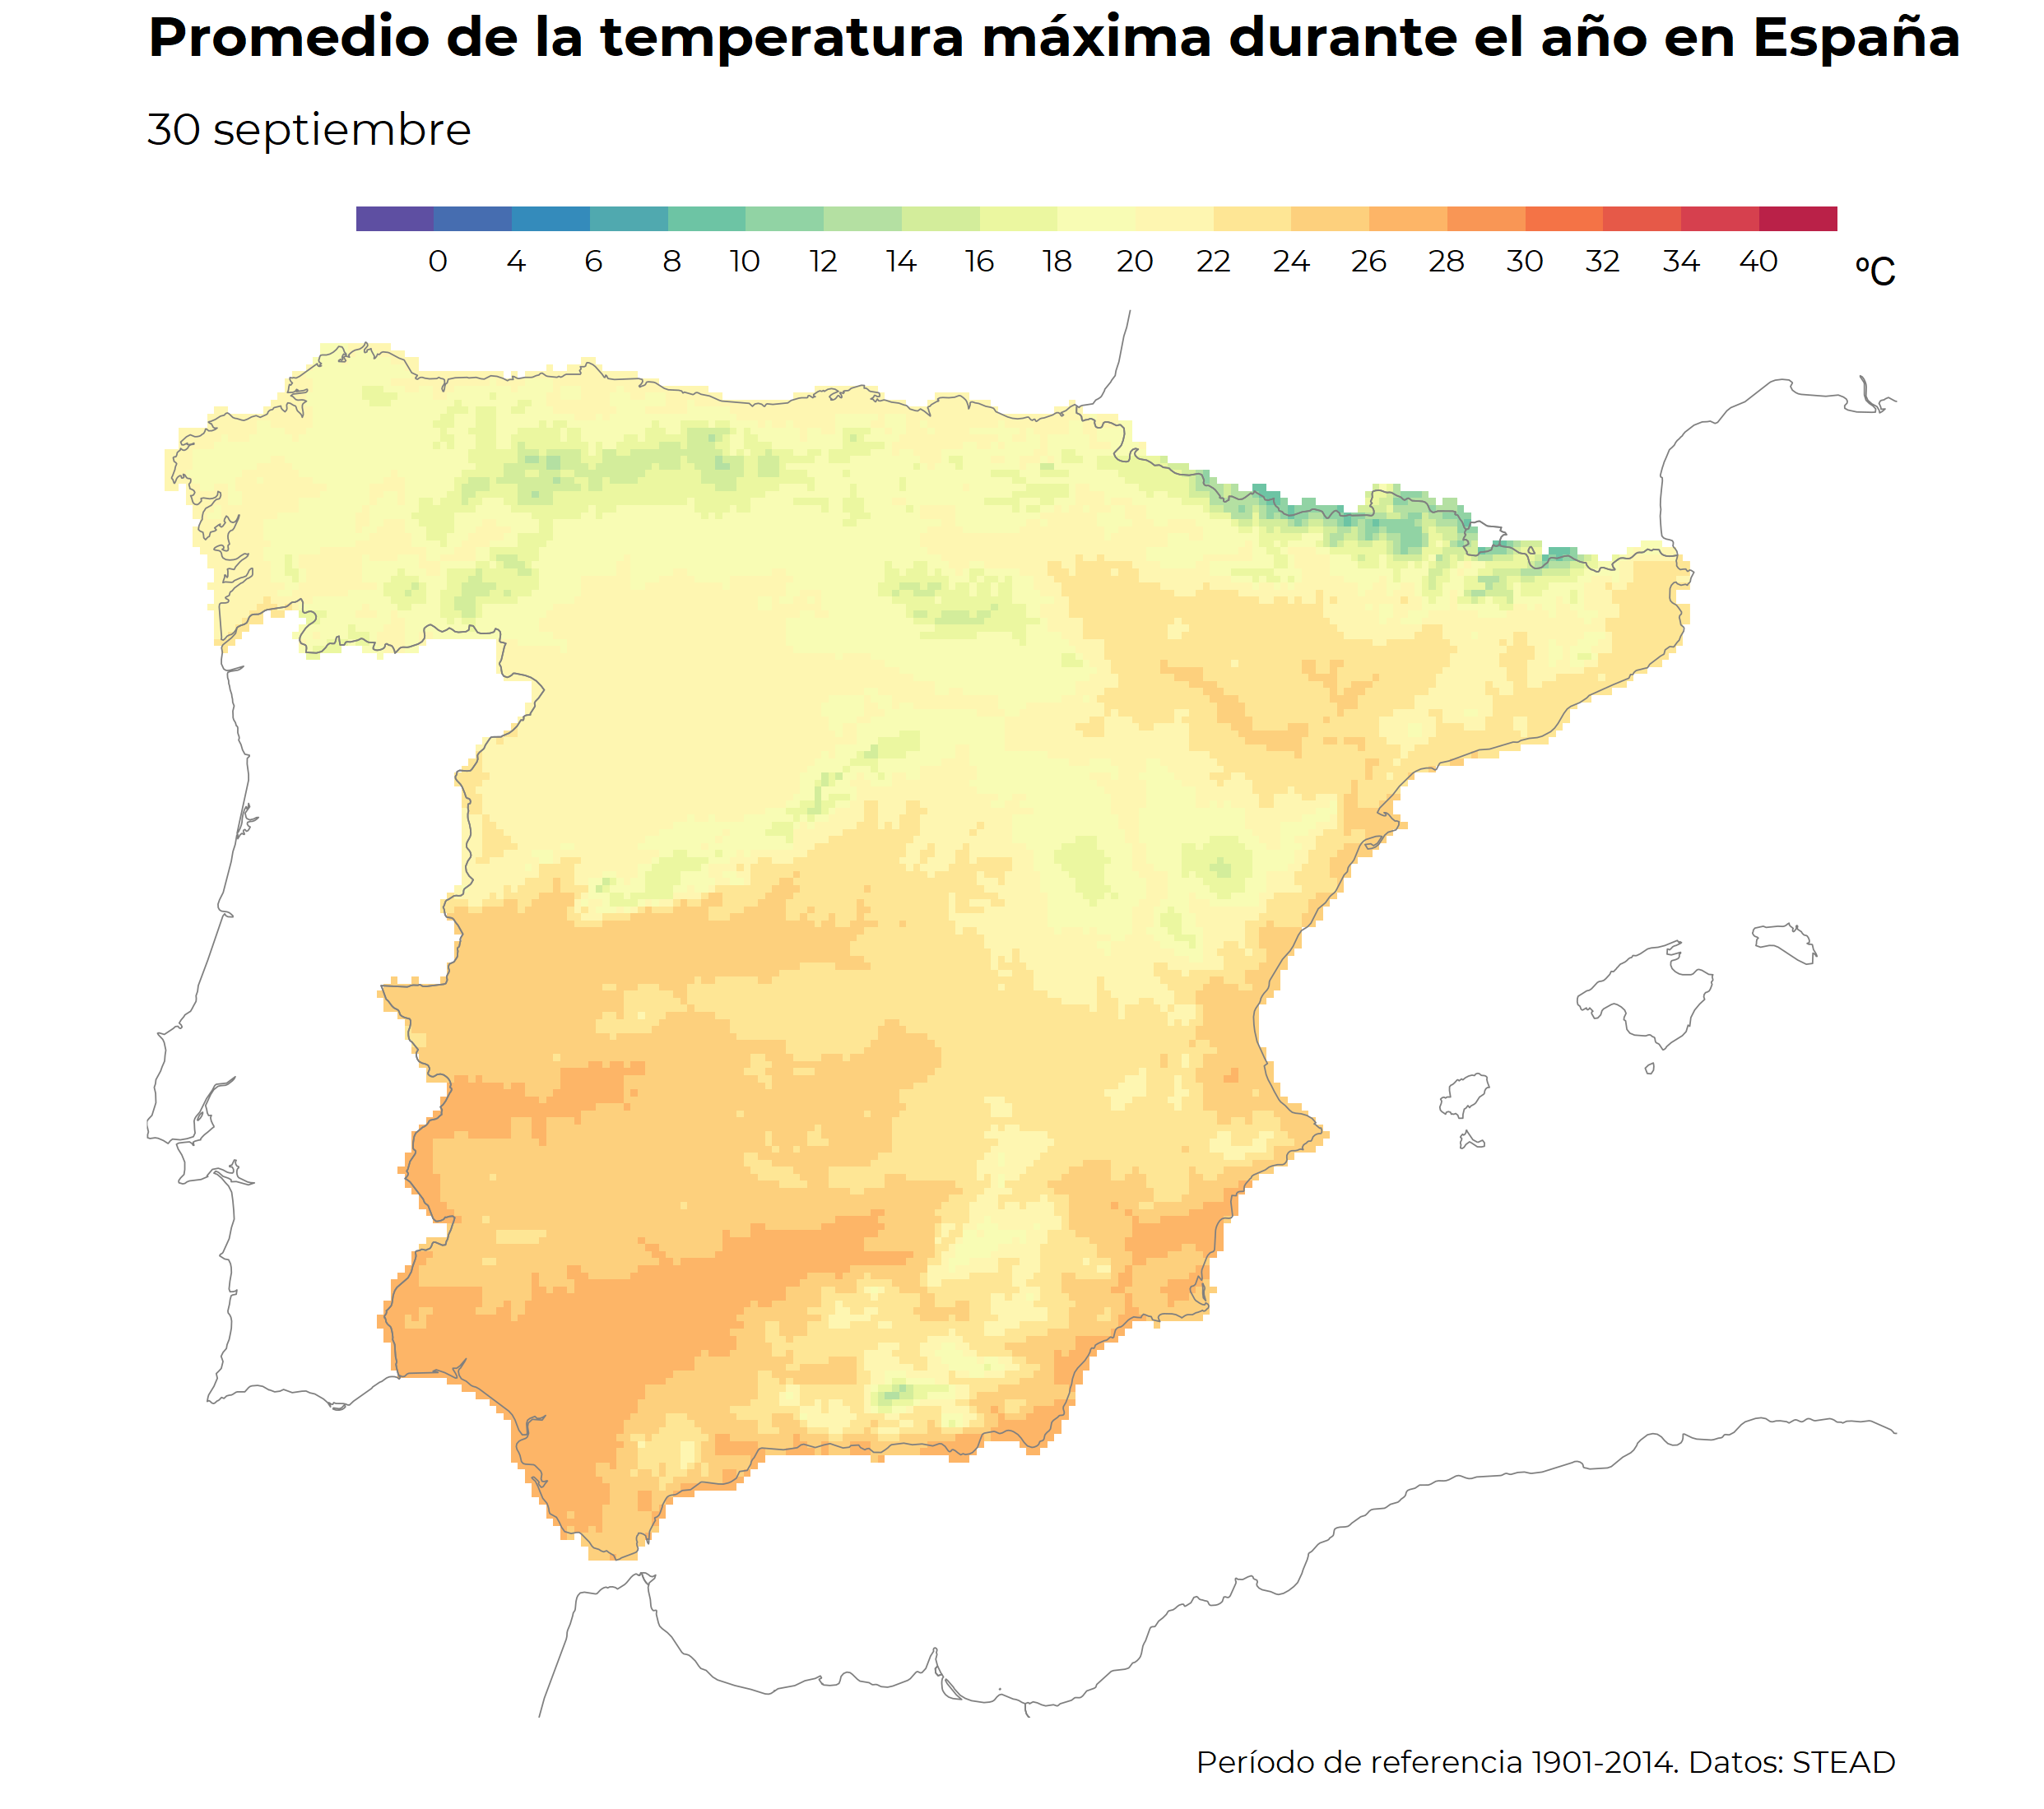 Promedio de la temperatura máxima durante el año en España
30 septiembre
0 4 6 8 10 12 14 16 18 20 22 24 26 28 30 32 34 40 ºC
Período de referencia 1901-2014. Datos: STEAD